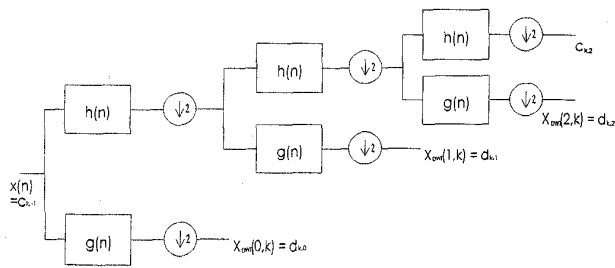 h(n)
↓2
C_{k,2}
h(n)
↓2
g(n)
↓2
X_{DWT}(2,k) = d_{k,2}
h(n)
↓2
g(n)
↓2
X_{DWT}(1,k) = d_{k,1}
x(n)
=C_{k,-1}
g(n)
↓2
X_{DWT}(0,k) = d_{k,0}